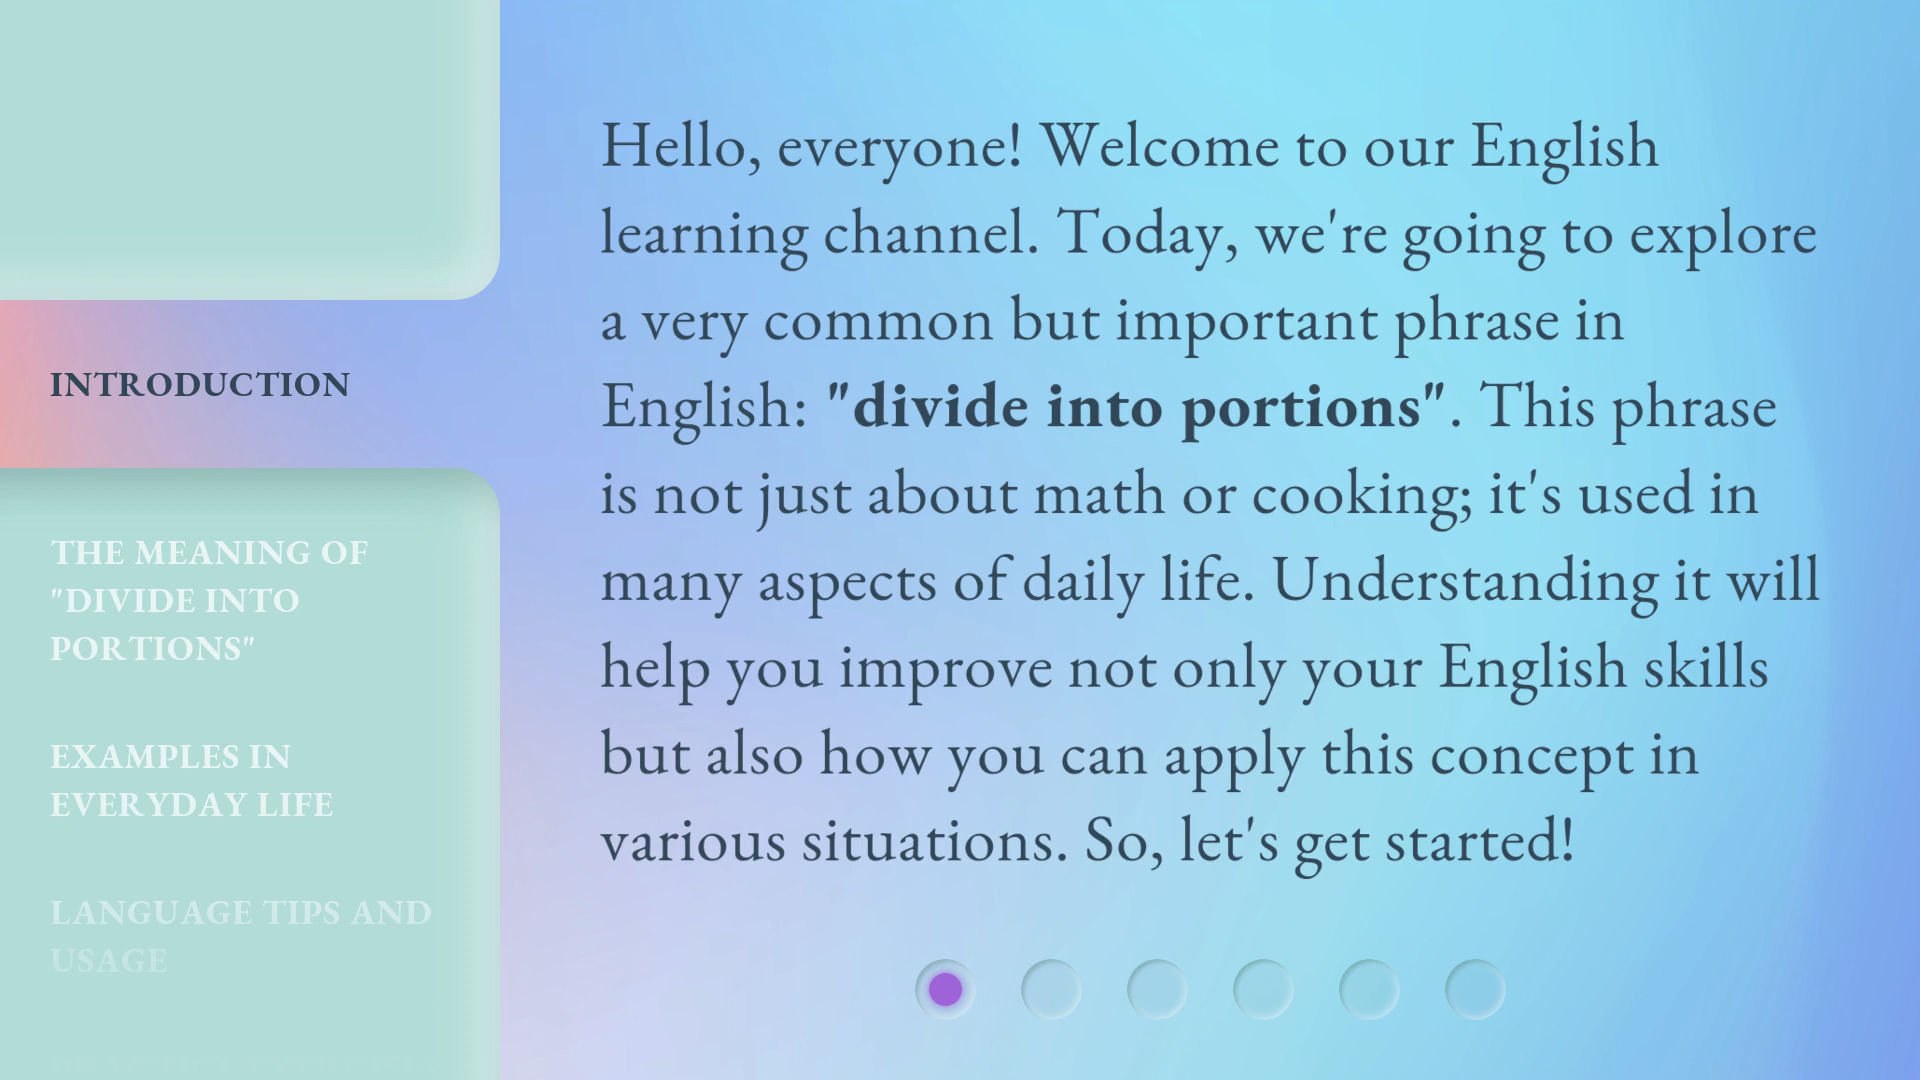 INTRODUCTION
THE MEANING OF
"DIVIDE INTO
PORTIONS"
EXAMPLES IN
EVERYDAY LIFE
LANGUAGE TIPS AND
USAGE
Hello, everyone! Welcome to our English
learning channel. Today, we're going to explore
a very common but important phrase in
English: "divide into portions". This phrase
is not just about math or cooking; it's used in
many aspects of daily life. Understanding it will
help you improve not only your English skills
but also how you can apply this concept in
various situations. So, let's get started!